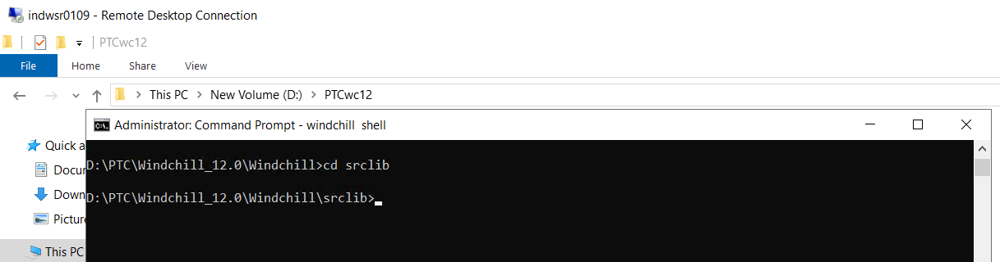 indwsr0109 - Remote Desktop Connection
PTCwc12
File Home Share View
This PC New Volume (D:) PTCwc12
Administrator: Command Prompt - windchill  shell
Quick a
D:\PTC\Windchill_12.0\Windchill>cd srclib
Docum
Down
D:\PTC\Windchill_12.0\Windchill\srclib>
Picture
This PC